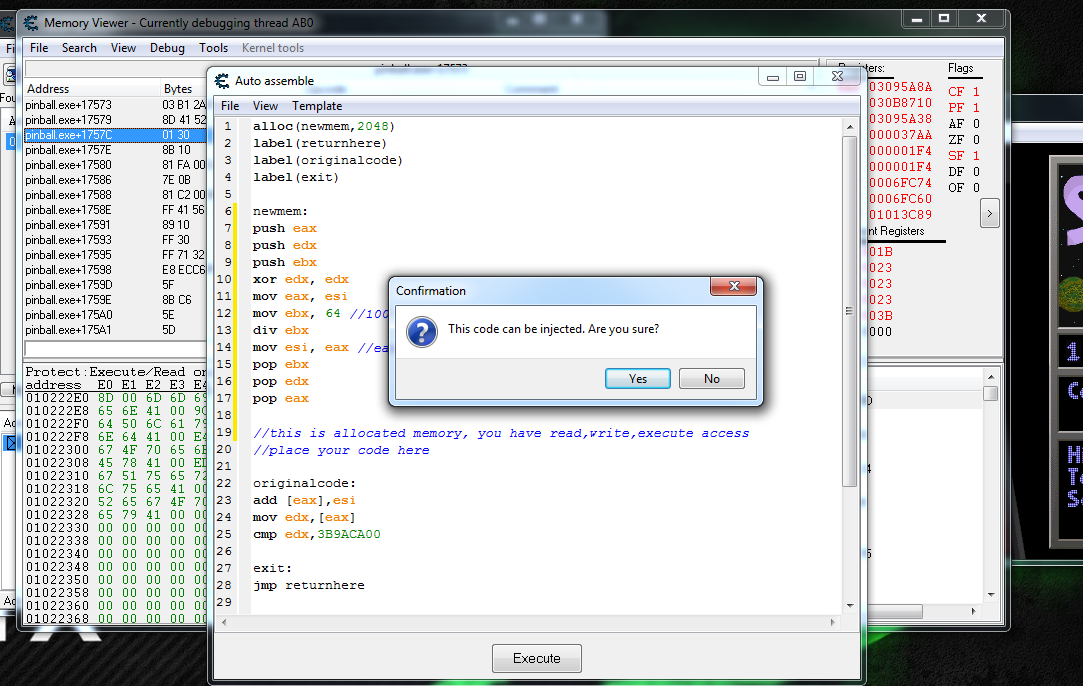 Memory Viewer - Currently debugging thread AB0
File Search View Debug Tools Kernel tools
Address Bytes
pinball.exe+17573 03 B1 2A
pinball.exe+17579 8D 41 52
pinball.exe+1757C 01 30
pinball.exe+1757E 8B 10
pinball.exe+17580 81 FA 00
pinball.exe+17586 7E 0B
pinball.exe+17588 81 C2 00
pinball.exe+1758E FF 41 56
pinball.exe+17591 89 10
pinball.exe+17593 FF 30
pinball.exe+17595 FF 71 32
pinball.exe+17598 E8 ECC6
pinball.exe+1759D 5F
pinball.exe+1759E 8B C6
pinball.exe+175A0 5E
pinball.exe+175A1 5D
Protect:Execute/Read
address E0 E1 E2 E3 E4
010222E0 8D 00 6D 6D 69
010222E8 65 6E 41 00 9C
010222F0 64 50 6C 61 79
010222F8 6E 64 41 00 E4
01022300 67 4F 70 65 6E
01022308 45 78 41 00 ED
01022310 67 51 75 65 72
01022318 6C 75 65 41 00
01022320 52 65 67 4F 70
01022328 65 79 41 00 00
01022330 00 00 00 00 00
01022338 00 00 00 00 00
01022340 00 00 00 00 00
01022348 00 00 00 00 00
01022350 00 00 00 00 00
01022358 00 00 00 00 00
01022360 00 00 00 00 00
01022368 00 00 00 00 00
Auto assemble
File View Template
1 alloc(newmem,2048)
2 label(returnhere)
3 label(originalcode)
4 label(exit)
5
6 newmem:
7 push eax
8 push edx
9 push ebx
10 xor edx, edx
11 mov eax, esi
12 mov ebx, 64 //100
13 div ebx
14 mov esi, eax
15 pop ebx
16 pop edx
17 pop eax
18
19 //this is allocated memory, you have read,write,execute access
20 //place your code here
21
22 originalcode:
23 add [eax],esi
24 mov edx,[eax]
25 cmp edx,3B9ACA00
26
27 exit:
28 jmp returnhere
29
Execute
Confirmation
This code can be injected. Are you sure?
Yes No
Flags
03095A8A CF 1
030B8710 PF 1
03095A38 AF 0
000037AA ZF 0
000001F4 SF 1
000001F4 DF 0
0006FC74 OF 0
0006FC60
01013C89
>
Registers
01B
023
023
023
03B
000